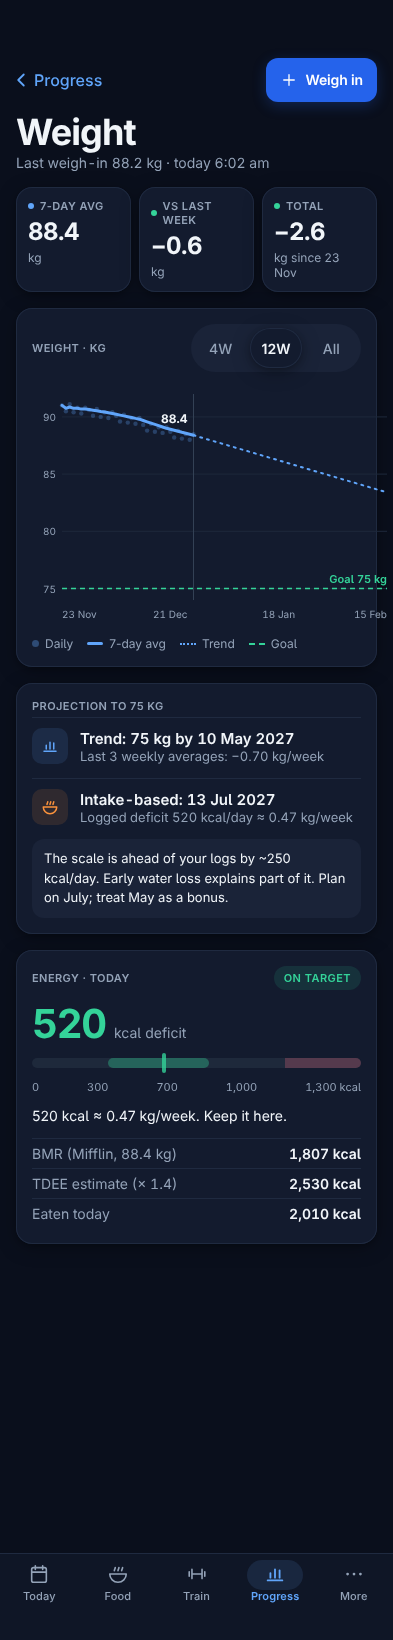 Progress
Weigh in
Weight
Last weigh-in 88.2 kg · today 6:02 am
7-DAY AVG
88.4
kg
VS LAST
WEEK
−0.6
kg
TOTAL
−2.6
kg since 23
Nov
WEIGHT · KG
4W
12W
All
90
85
80
75
88.4
Goal 75 kg
23 Nov
21 Dec
18 Jan
15 Feb
Daily
7-day avg
Trend
Goal
PROJECTION TO 75 KG
Trend: 75 kg by 10 May 2027
Last 3 weekly averages: −0.70 kg/week
Intake-based: 13 Jul 2027
Logged deficit 520 kcal/day ≈ 0.47 kg/week
The scale is ahead of your logs by ~250
kcal/day. Early water loss explains part of it. Plan
on July; treat May as a bonus.
ENERGY · TODAY
ON TARGET
520 kcal deficit
0
300
700
1,000
1,300 kcal
520 kcal ≈ 0.47 kg/week. Keep it here.
BMR (Mifflin, 88.4 kg)
1,807 kcal
TDEE estimate (× 1.4)
2,530 kcal
Eaten today
2,010 kcal
Today
Food
Train
Progress
More